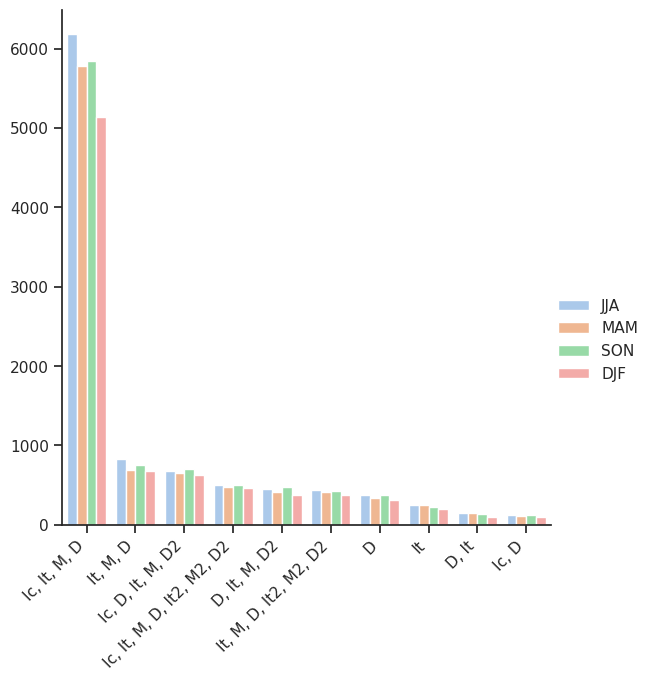 6000
5000
4000
3000
2000
1000
0
JJA
MAM
SON
DJF
Ic, It, M, D
It, M, D
Ic, D, It, M, D2
Ic, It, M, D, It2, M2, D2
D, It, M, D2
It, M, D, It2, M2, D2
D
It
D, It
Ic, D